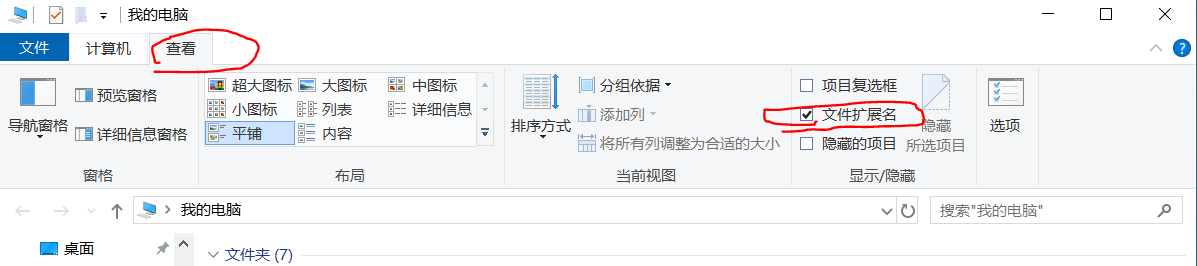 我的电脑
文件 计算机 查看
导航窗格
预览窗格
详细信息窗格
窗格
超大图标 大图标 中图标
小图标 列表 详细信息
平铺 内容
布局
排序方式
分组依据
添加列
将所有列调整为合适的大小
当前视图
项目复选框
文件扩展名
隐藏的项目
隐藏
所选项目
显示/隐藏
选项
我的电脑
搜索"我的电脑"
桌面
文件夹 (7)